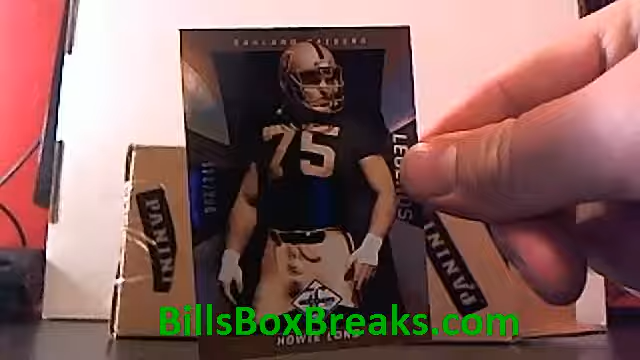 OAKLAND RAIDERS
75
LEGENDS
PANINI
PANINI
BillsBoxBreaks.com
HOWIE LONG